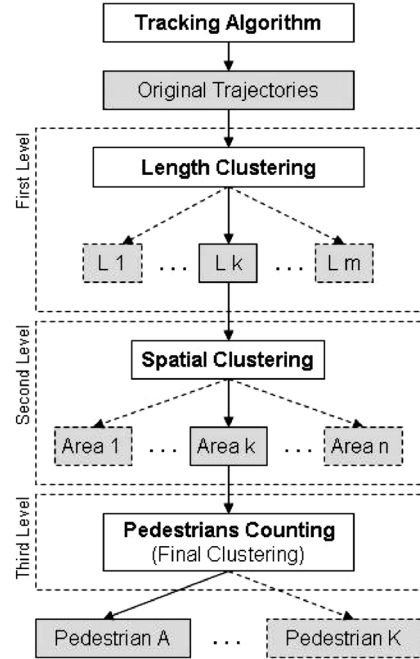 Tracking Algorithm
Original Trajectories
First Level
Length Clustering
L 1 ... L k ... L m
Second Level
Spatial Clustering
Area 1 ... Area k ... Area n
Third Level
Pedestrians Counting
(Final Clustering)
Pedestrian A ... Pedestrian K